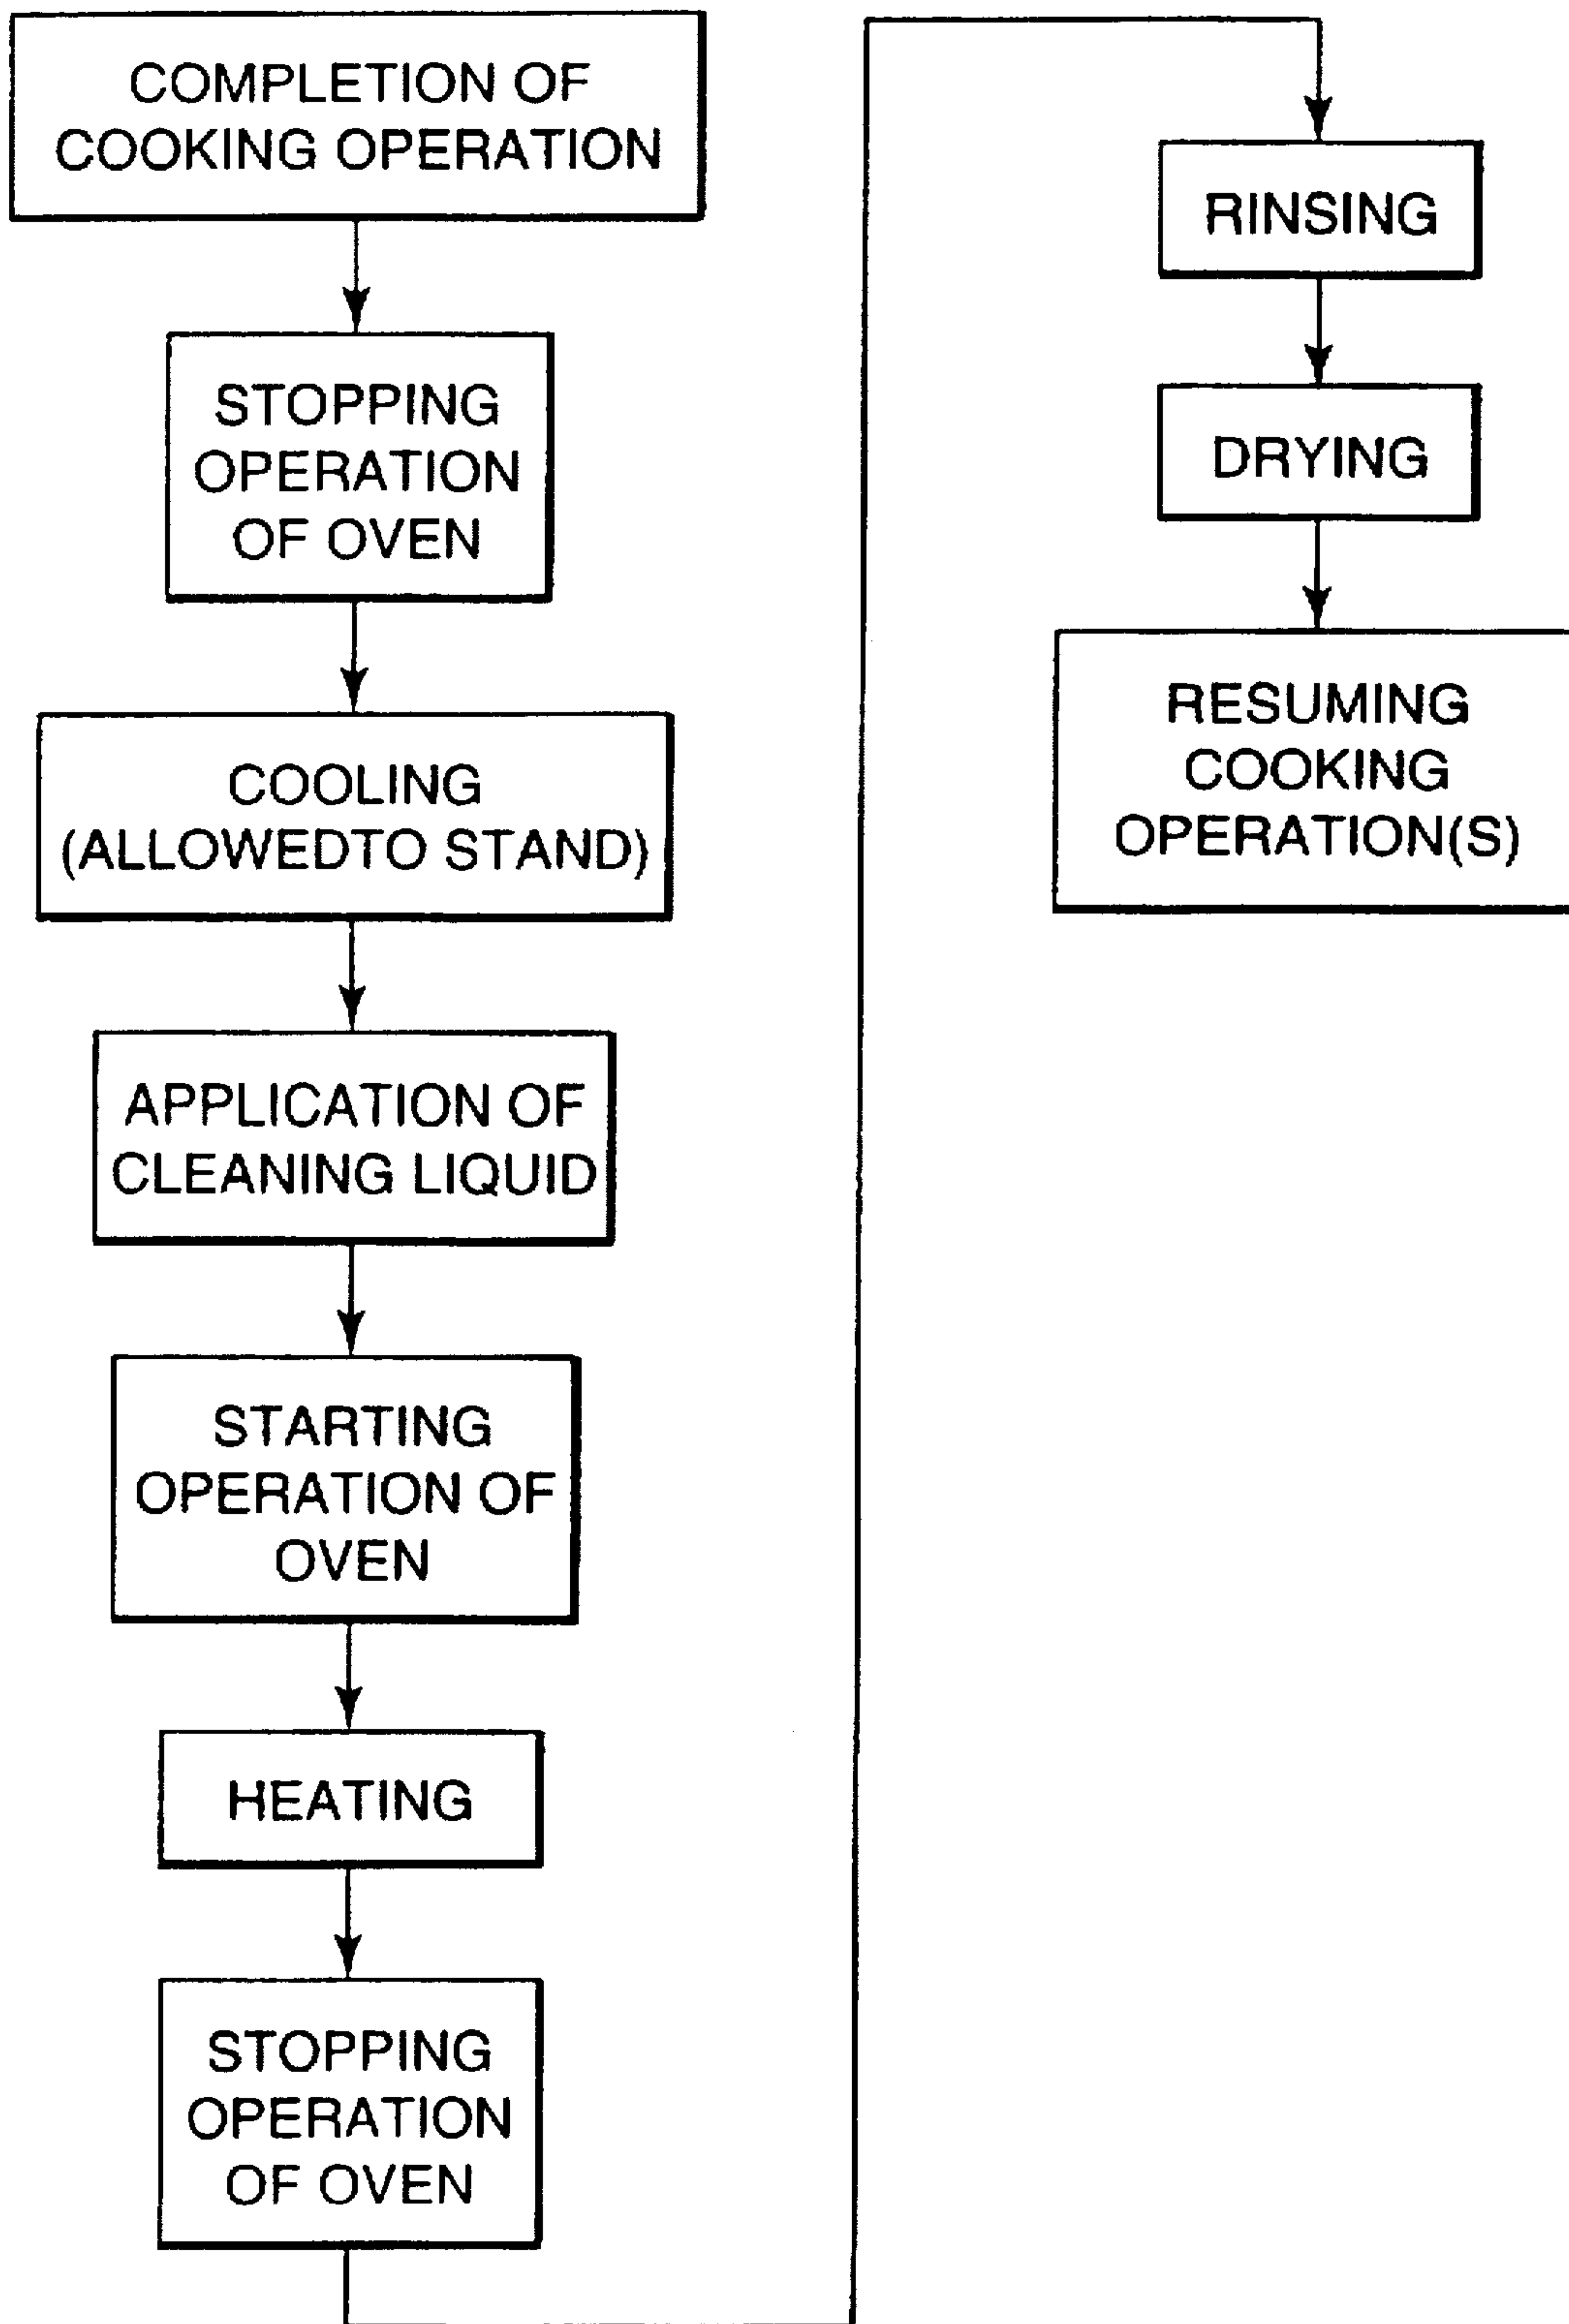 COMPLETION OF
COOKING OPERATION
STOPPING
OPERATION
OF OVEN
COOLING
(ALLOWEDTO STAND)
APPLICATION OF
CLEANING LIQUID
STARTING
OPERATION OF
OVEN
HEATING
STOPPING
OPERATION
OF OVEN
RINSING
DRYING
RESUMING
COOKING
OPERATION(S)